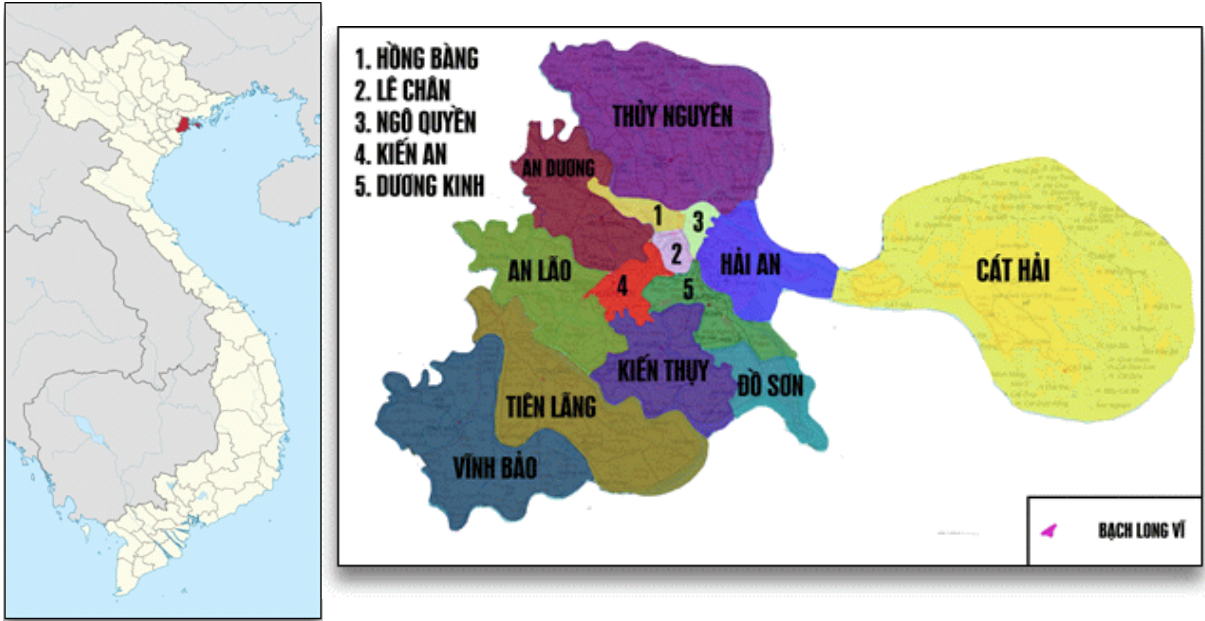 1. HỒNG BÀNG
2. LÊ CHÂN
3. NGÔ QUYỀN
4. KIẾN AN
5. DƯƠNG KINH
THỦY NGUYÊN
AN DƯƠNG
1
3
2
AN LÃO
HẢI AN
CÁT HẢI
4
5
KIẾN THỤY
ĐỒ SƠN
TIÊN LÃNG
VĨNH BẢO
BẠCH LONG VĨ